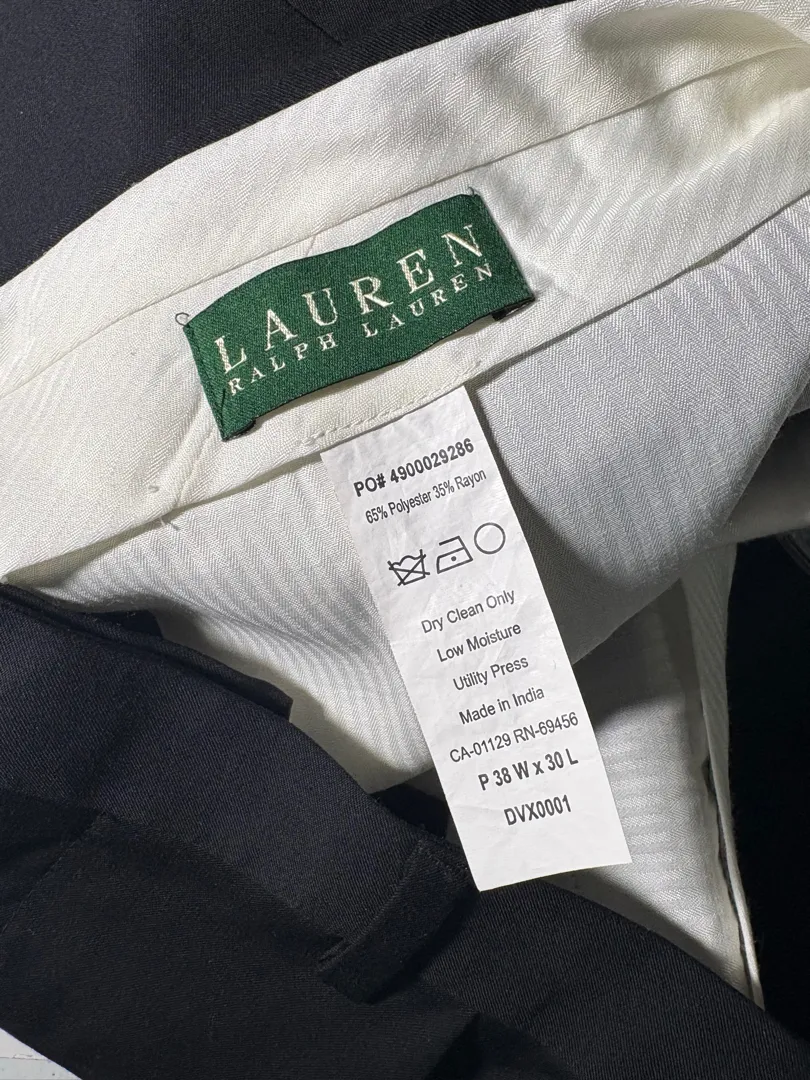 LAUREN
RALPH LAUREN
PO# 4900029286
65% Polyester 35% Rayon
Dry Clean Only
Low Moisture
Utility Press
Made in India
CA-01129 RN-69456
P 38 W x 30 L
DVX0001